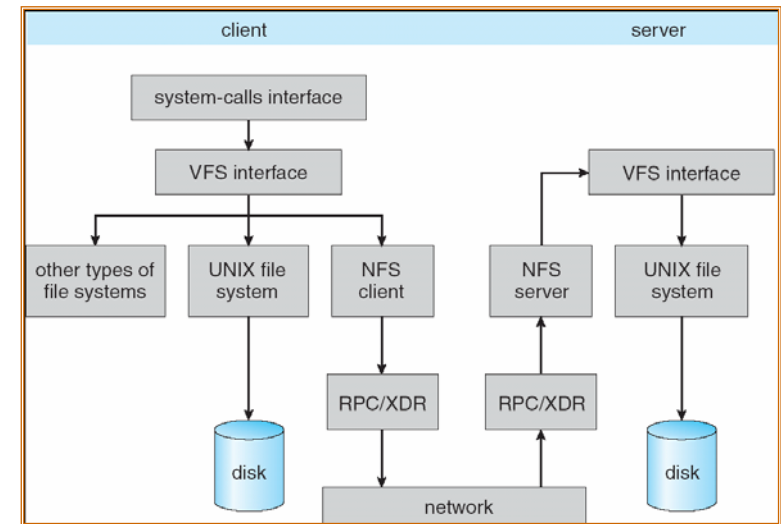 client
server
system-calls interface
VFS interface
VFS interface
other types of
file systems
UNIX file
system
NFS
client
NFS
server
UNIX file
system
RPC/XDR
RPC/XDR
disk
disk
network